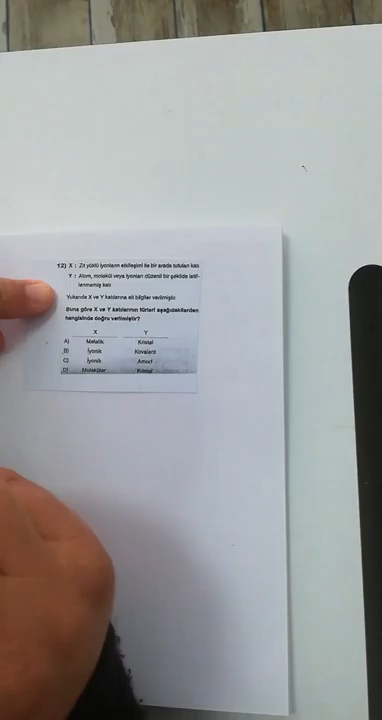 12) X : Zıt yüklü iyonların etkileşimi ile bir arada tutulan katı
Y : Atom, molekül veya iyonları düzenli bir şekilde istif-
lenmemiş katı
Yukarıda X ve Y katılarına ait bilgiler verilmiştir.
Buna göre X ve Y katılarının türleri aşağıdakilerden
hangisinde doğru verilmiştir?
X Y
A) Metalik Kristal
B) İyonik Kovalent
C) İyonik Amorf
D) Moleküler Kristal